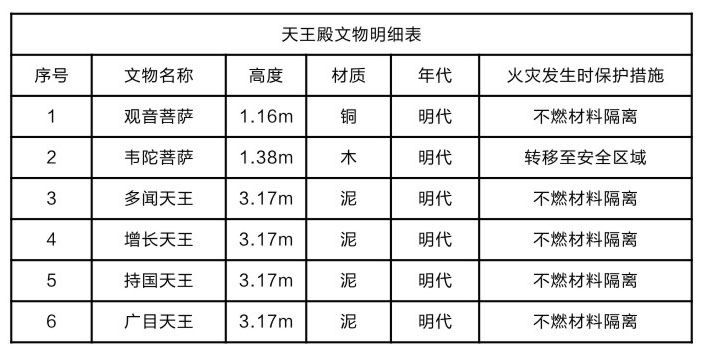 天王殿文物明细表
序号 文物名称 高度 材质 年代 火灾发生时保护措施
1 观音菩萨 1.16m 铜 明代 不燃材料隔离
2 韦陀菩萨 1.38m 木 明代 转移至安全区域
3 多闻天王 3.17m 泥 明代 不燃材料隔离
4 增长天王 3.17m 泥 明代 不燃材料隔离
5 持国天王 3.17m 泥 明代 不燃材料隔离
6 广目天王 3.17m 泥 明代 不燃材料隔离